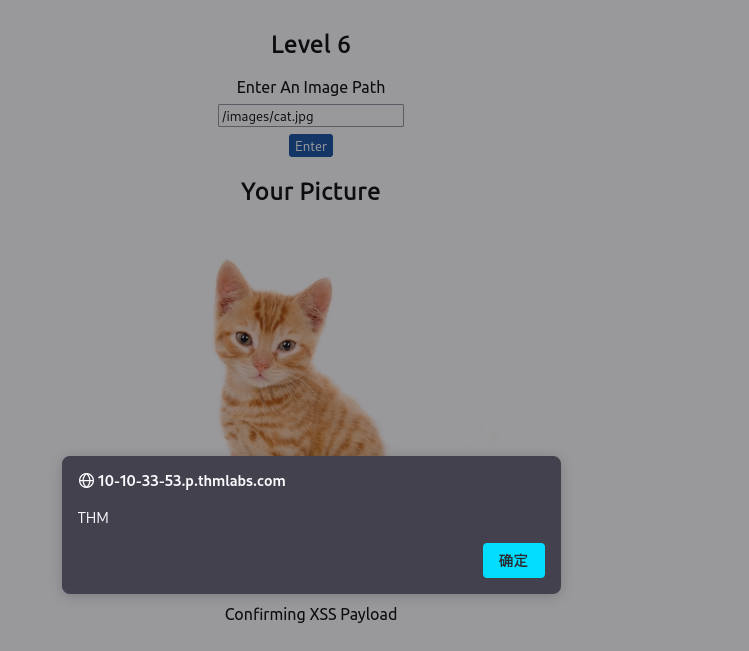 Level 6
Enter An Image Path
/images/cat.jpg
Enter
Your Picture
10-10-33-53.p.thmlabs.com
THM
确定
Confirming XSS Payload